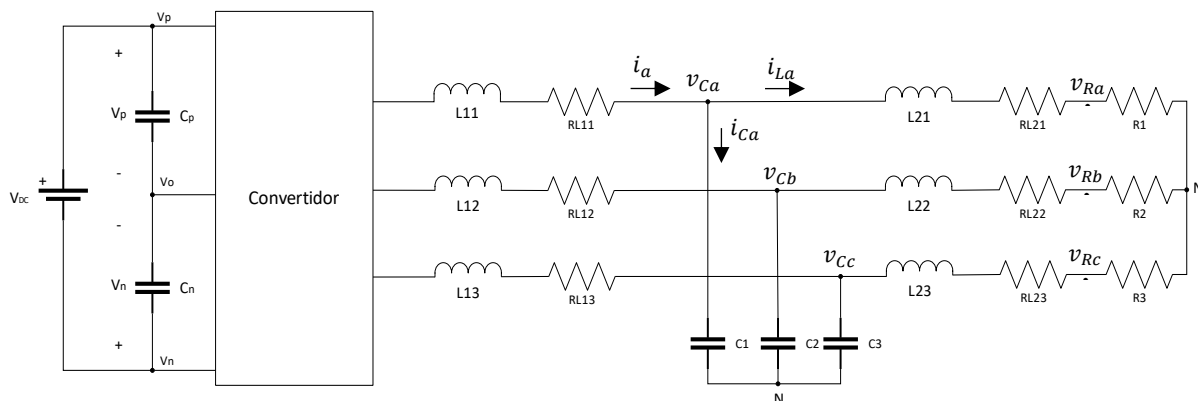 Vp
+
Vp
Cp
-
+
VDC
Vo
-
Vn
Cn
+
Vn
Convertidor
L11
RL11
ia
vCa
iLa
L21
RL21
vRa
R1
iCa
L12
RL12
vCb
L22
RL22
vRb
R2
N
L13
RL13
vCc
L23
RL23
vRc
R3
C1
C2
C3
N